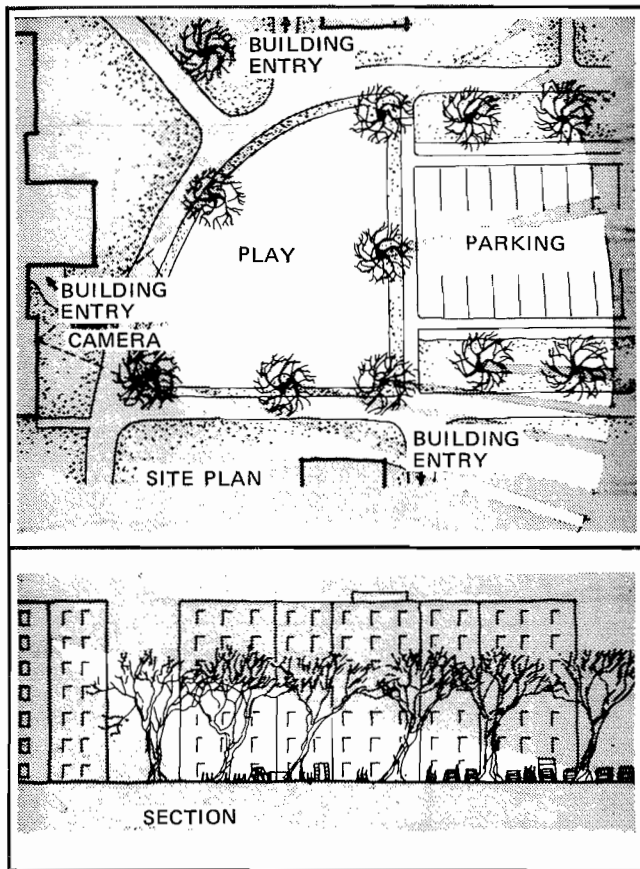 BUILDING
ENTRY
PLAY
PARKING
BUILDING
ENTRY
CAMERA
BUILDING
ENTRY
SITE PLAN
SECTION